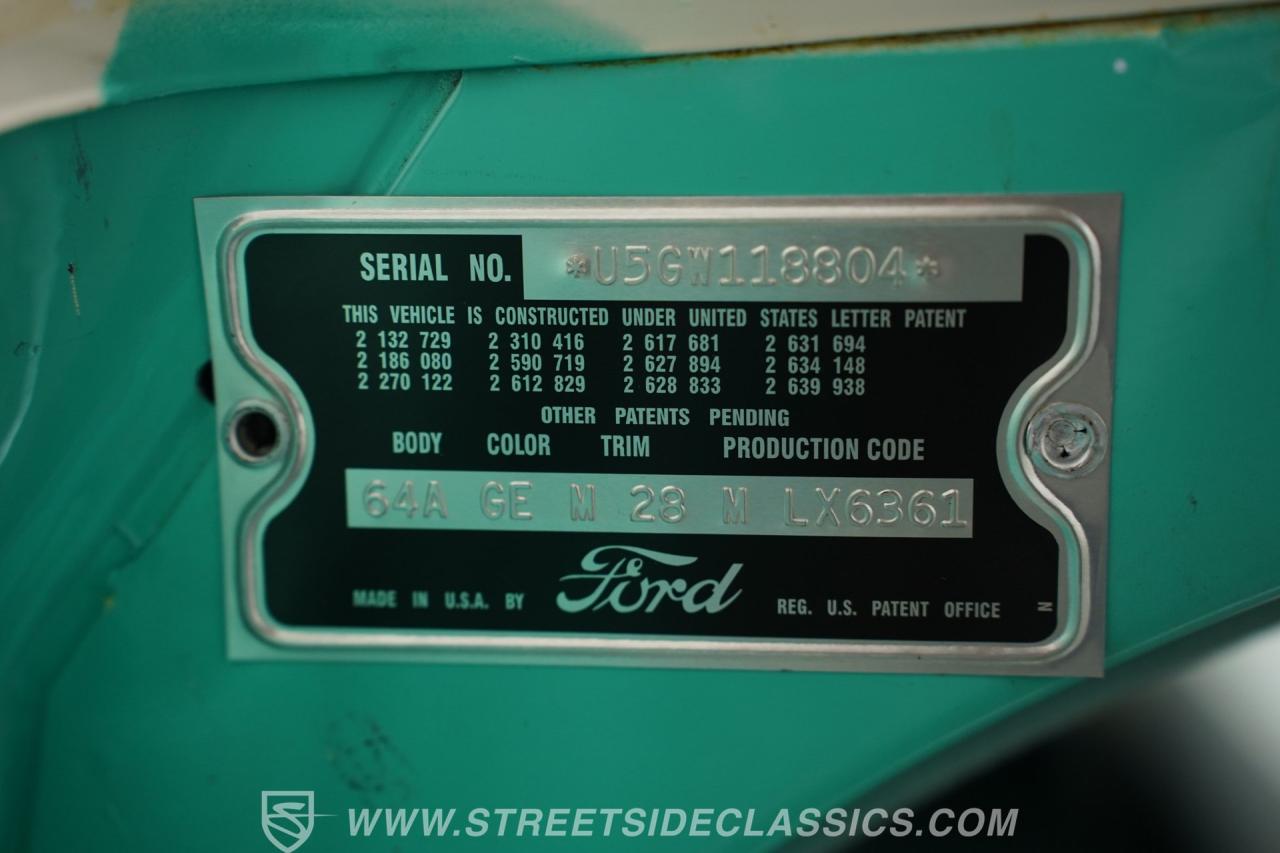 SERIAL NO. *U5GW118804*
THIS VEHICLE IS CONSTRUCTED UNDER UNITED STATES LETTER PATENT
2 132 729 2 310 416 2 617 681 2 631 694
2 186 080 2 590 719 2 627 894 2 634 148
2 270 122 2 612 829 2 628 833 2 639 938
OTHER PATENTS PENDING
BODY COLOR TRIM PRODUCTION CODE
64A GE M 28 M LX6361
MADE IN U.S.A. BY Ford REG. U.S. PATENT OFFICE N
WWW.STREETSIDECLASSICS.COM